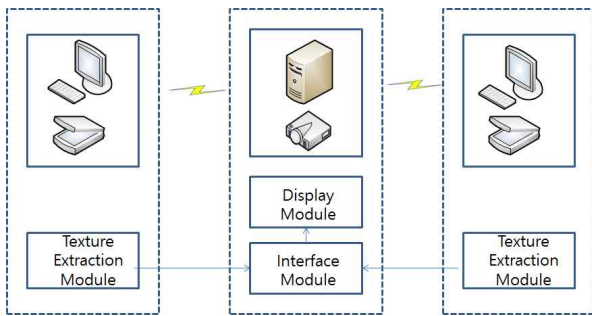 Display
Module
Texture
Extraction
Module
Interface
Module
Texture
Extraction
Module